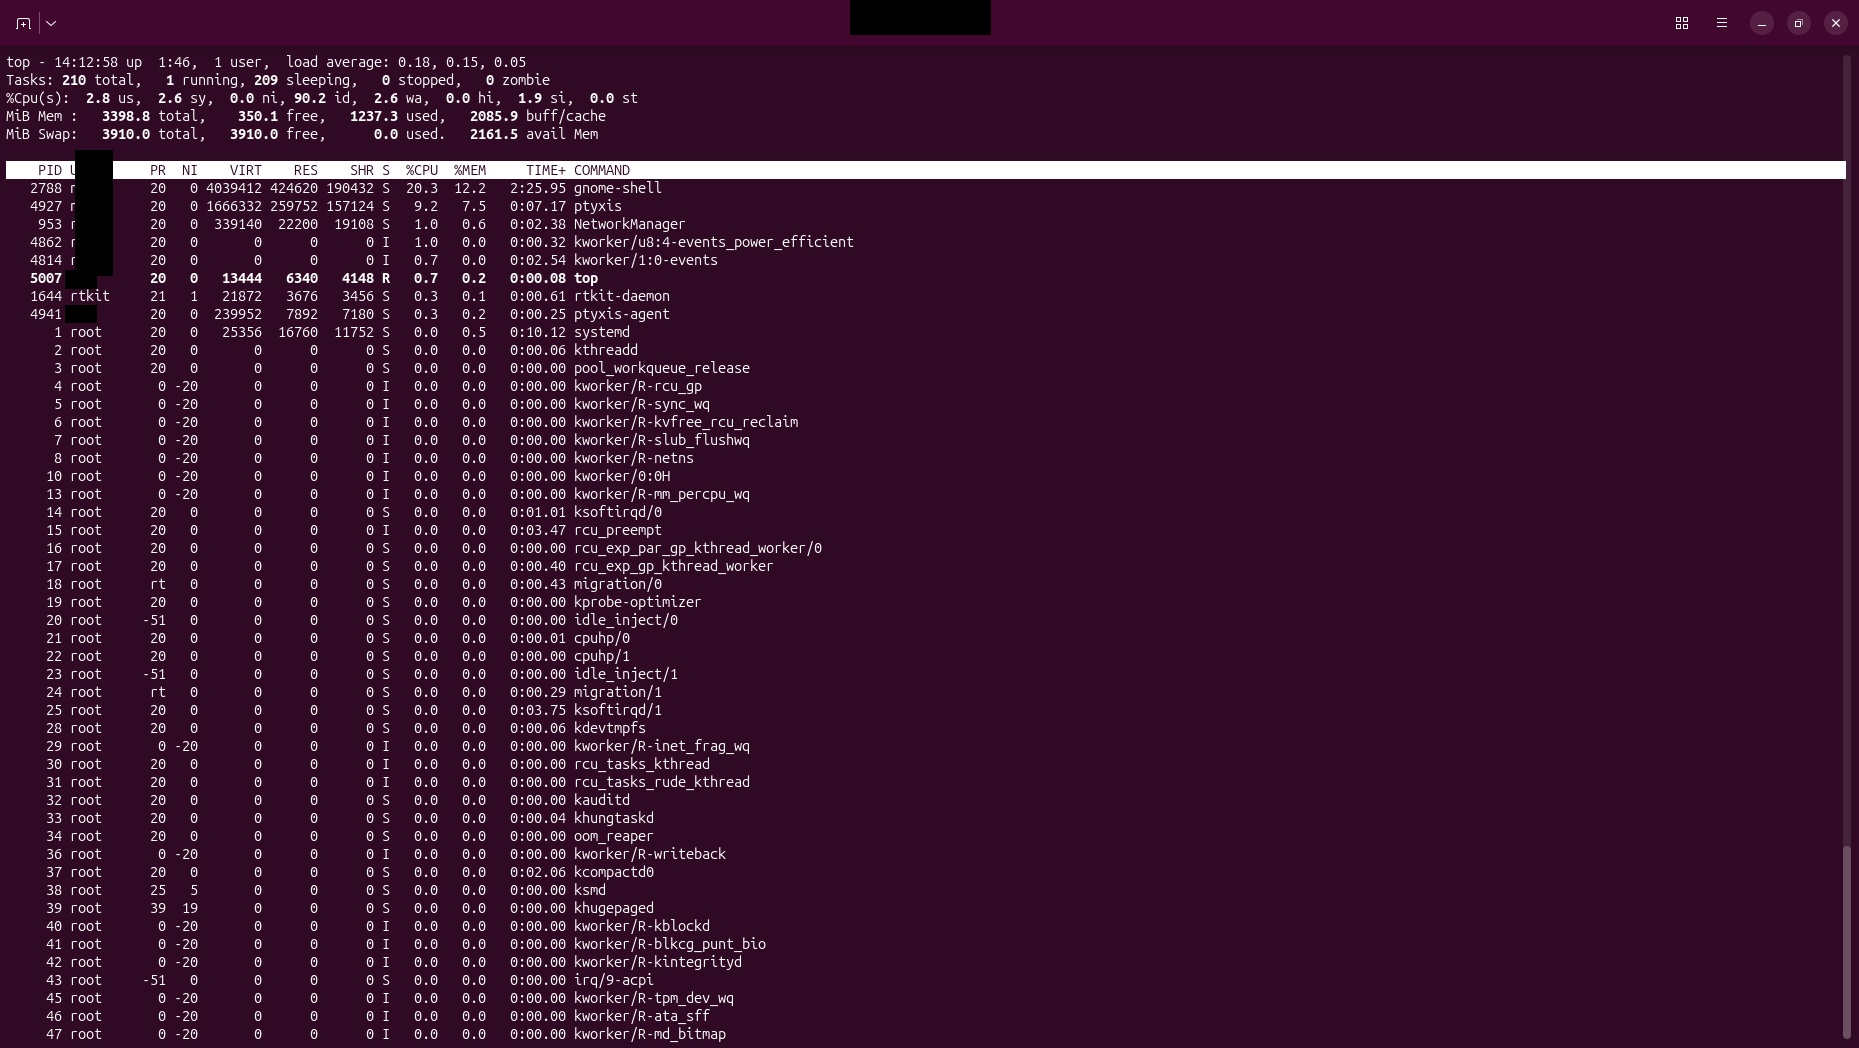 top - 14:12:58 up  1:46,  1 user,  load average: 0.18, 0.15, 0.05
Tasks: 210 total,   1 running, 209 sleeping,   0 stopped,   0 zombie
%Cpu(s):  2.8 us,  2.6 sy,  0.0 ni, 90.2 id,  2.6 wa,  0.0 hi,  1.9 si,  0.0 st
MiB Mem :   3398.8 total,    350.1 free,   1237.3 used,   2085.9 buff/cache
MiB Swap:   3910.0 total,   3910.0 free,      0.0 used.   2161.5 avail Mem
PID PR NI VIRT RES SHR S %CPU %MEM TIME+ COMMAND
2788 20 0 4039412 424620 190432 S 20.3 12.2 2:25.95 gnome-shell
4927 20 0 1666332 259752 157124 S 9.2 7.5 0:07.17 ptyxis
953 20 0 339140 22200 19108 S 1.0 0.6 0:02.38 NetworkManager
4862 20 0 0 0 0 I 1.0 0.0 0:00.32 kworker/u8:4-events_power_efficient
4814 20 0 0 0 0 I 0.7 0.0 0:02.54 kworker/1:0-events
5007 20 0 13444 6340 4148 R 0.7 0.2 0:00.08 top
1644 rtkit 21 1 21872 3676 3456 S 0.3 0.1 0:00.61 rtkit-daemon
4941 20 0 239952 7892 7180 S 0.3 0.2 0:00.25 ptyxis-agent
1 root 20 0 25356 16760 11752 S 0.0 0.5 0:10.12 systemd
2 root 20 0 0 0 0 S 0.0 0.0 0:00.06 kthreadd
3 root 20 0 0 0 0 S 0.0 0.0 0:00.00 pool_workqueue_release
4 root 0 -20 0 0 0 I 0.0 0.0 0:00.00 kworker/R-rcu_gp
5 root 0 -20 0 0 0 I 0.0 0.0 0:00.00 kworker/R-sync_wq
6 root 0 -20 0 0 0 I 0.0 0.0 0:00.00 kworker/R-kvfree_rcu_reclaim
7 root 0 -20 0 0 0 I 0.0 0.0 0:00.00 kworker/R-slub_flushwq
8 root 0 -20 0 0 0 I 0.0 0.0 0:00.00 kworker/R-netns
10 root 0 -20 0 0 0 I 0.0 0.0 0:00.00 kworker/0:0H
13 root 0 -20 0 0 0 I 0.0 0.0 0:00.00 kworker/R-mm_percpu_wq
14 root 20 0 0 0 0 S 0.0 0.0 0:01.01 ksoftirqd/0
15 root 20 0 0 0 0 I 0.0 0.0 0:03.47 rcu_preempt
16 root 20 0 0 0 0 S 0.0 0.0 0:00.00 rcu_exp_par_gp_kthread_worker/0
17 root 20 0 0 0 0 S 0.0 0.0 0:00.40 rcu_exp_gp_kthread_worker
18 root rt 0 0 0 0 S 0.0 0.0 0:00.43 migration/0
19 root 20 0 0 0 0 S 0.0 0.0 0:00.00 kprobe-optimizer
20 root -51 0 0 0 0 S 0.0 0.0 0:00.00 idle_inject/0
21 root 20 0 0 0 0 S 0.0 0.0 0:00.01 cpuhp/0
22 root 20 0 0 0 0 S 0.0 0.0 0:00.00 cpuhp/1
23 root -51 0 0 0 0 S 0.0 0.0 0:00.00 idle_inject/1
24 root rt 0 0 0 0 S 0.0 0.0 0:00.29 migration/1
25 root 20 0 0 0 0 S 0.0 0.0 0:03.75 ksoftirqd/1
28 root 20 0 0 0 0 S 0.0 0.0 0:00.06 kdevtmpfs
29 root 0 -20 0 0 0 I 0.0 0.0 0:00.00 kworker/R-inet_frag_wq
30 root 20 0 0 0 0 I 0.0 0.0 0:00.00 rcu_tasks_kthread
31 root 20 0 0 0 0 I 0.0 0.0 0:00.00 rcu_tasks_rude_kthread
32 root 20 0 0 0 0 S 0.0 0.0 0:00.00 kauditd
33 root 20 0 0 0 0 S 0.0 0.0 0:00.04 khungtaskd
34 root 20 0 0 0 0 S 0.0 0.0 0:00.00 oom_reaper
36 root 0 -20 0 0 0 I 0.0 0.0 0:00.00 kworker/R-writeback
37 root 20 0 0 0 0 S 0.0 0.0 0:02.06 kcompactd0
38 root 25 5 0 0 0 S 0.0 0.0 0:00.00 ksmd
39 root 39 19 0 0 0 S 0.0 0.0 0:00.00 khugepaged
40 root 0 -20 0 0 0 I 0.0 0.0 0:00.00 kworker/R-kblockd
41 root 0 -20 0 0 0 I 0.0 0.0 0:00.00 kworker/R-blkcg_punt_bio
42 root 0 -20 0 0 0 I 0.0 0.0 0:00.00 kworker/R-kintegrityd
43 root -51 0 0 0 0 S 0.0 0.0 0:00.00 irq/9-acpi
45 root 0 -20 0 0 0 I 0.0 0.0 0:00.00 kworker/R-tpm_dev_wq
46 root 0 -20 0 0 0 I 0.0 0.0 0:00.00 kworker/R-ata_sff
47 root 0 -20 0 0 0 I 0.0 0.0 0:00.00 kworker/R-md_bitmap